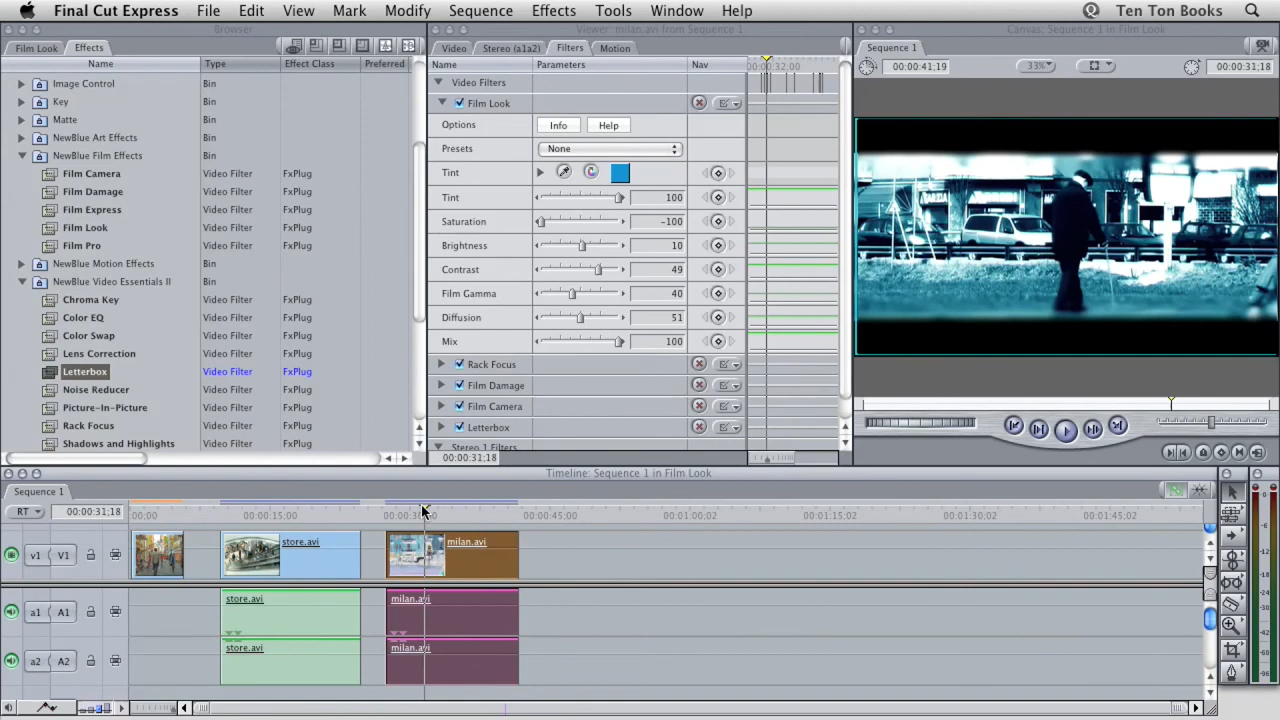 Final Cut Express File Edit View Mark Modify Sequence Effects Tools Window Help Ten Ton Books
Browser
Film Look Effects
Name Type Effect Class Preferred
Image Control Bin
Key Bin
Matte Bin
NewBlue Art Effects Bin
NewBlue Film Effects Bin
Film Camera Video Filter FxPlug
Film Damage Video Filter FxPlug
Film Express Video Filter FxPlug
Film Look Video Filter FxPlug
Film Pro Video Filter FxPlug
NewBlue Motion Effects Bin
NewBlue Video Essentials II Bin
Chroma Key Video Filter FxPlug
Color EQ Video Filter FxPlug
Color Swap Video Filter FxPlug
Lens Correction Video Filter FxPlug
Letterbox Video Filter FxPlug
Noise Reducer Video Filter FxPlug
Picture-In-Picture Video Filter FxPlug
Rack Focus Video Filter FxPlug
Shadows and Highlights Video Filter FxPlug
Viewer: milan.avi from Sequence 1
Video Stereo (a1a2) Filters Motion
Name Parameters Nav 00:00:32:00
Video Filters
Film Look
Options Info Help
Presets None
Tint
Tint 100
Saturation -100
Brightness 10
Contrast 49
Film Gamma 40
Diffusion 51
Mix 100
Rack Focus
Film Damage
Film Camera
Letterbox
Stereo 1 Filters
00:00:31;18
Canvas: Sequence 1 in Film Look
Sequence 1
00:00:41;19 33% 00:00:31;18
Timeline: Sequence 1 in Film Look
Sequence 1
RT 00:00:31;18 00;00 00:00:15;00 00:00:45;00 00:01:00;02 00:01:15;02 00:01:30;02 00:01:45;02
v1 V1 store.avi milan.avi
a1 A1 store.avi milan.avi
a2 A2 store.avi milan.avi